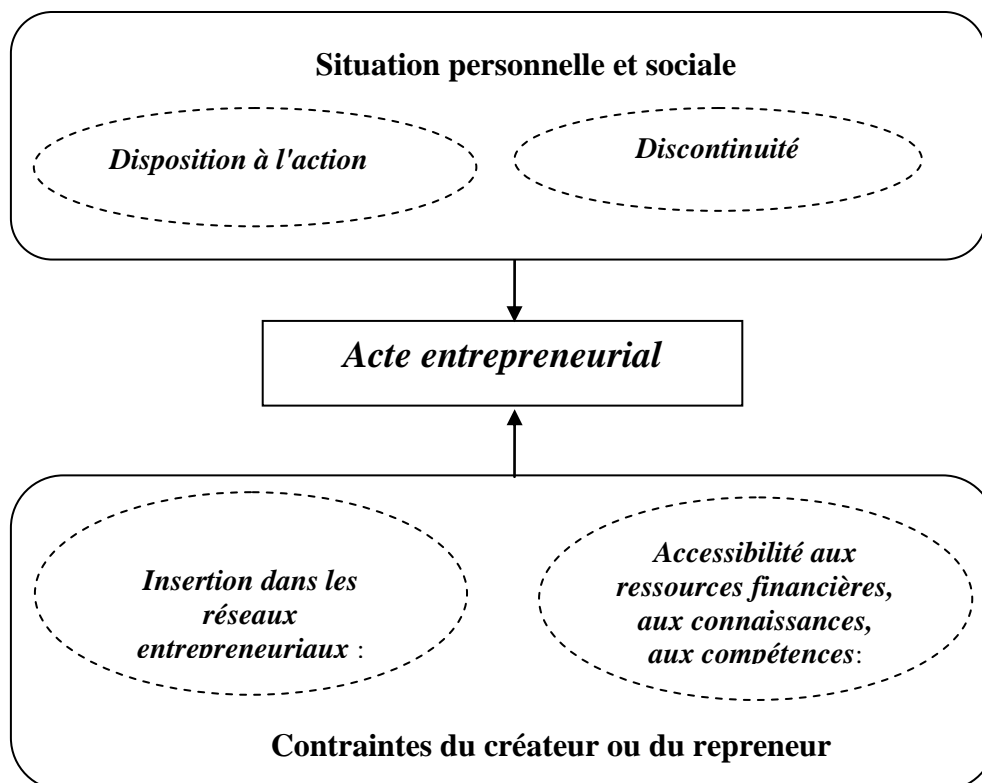 Situation personnelle et sociale
Disposition à l'action
Discontinuité
Acte entrepreneurial
Insertion dans les
réseaux
entrepreneuriaux :
Accessibilité aux
ressources financières,
aux connaissances,
aux compétences:
Contraintes du créateur ou du repreneur